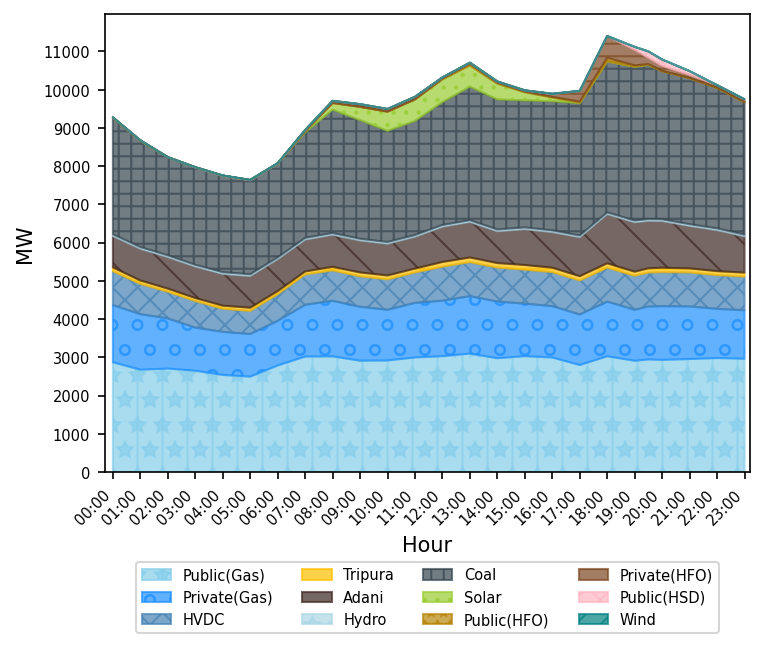 11000
10000
9000
8000
7000
6000
5000
4000
3000
2000
1000
0
MW
00:00 01:00 02:00 03:00 04:00 05:00 06:00 07:00 08:00 09:00 10:00 11:00 12:00 13:00 14:00 15:00 16:00 17:00 18:00 19:00 20:00 21:00 22:00 23:00
Hour
Public(Gas) Tripura Coal Private(HFO)
Private(Gas) Adani Solar Public(HSD)
HVDC Hydro Public(HFO) Wind